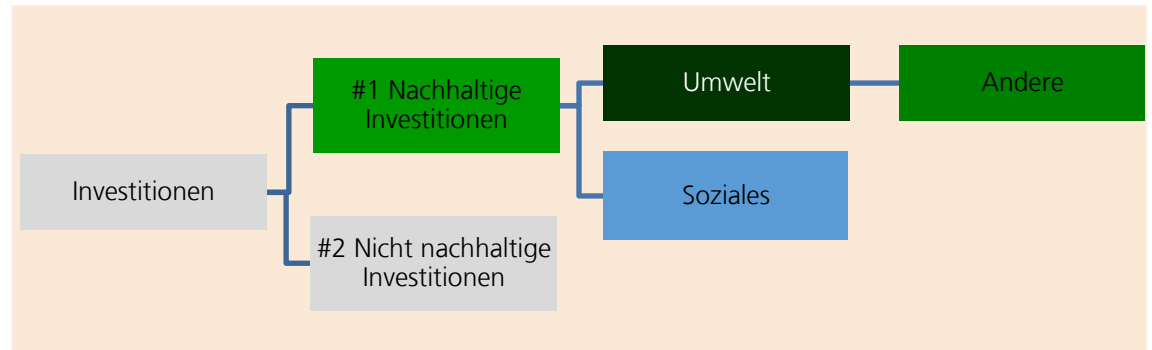 Investitionen
#1 Nachhaltige
Investitionen
#2 Nicht nachhaltige
Investitionen
Umwelt
Soziales
Andere